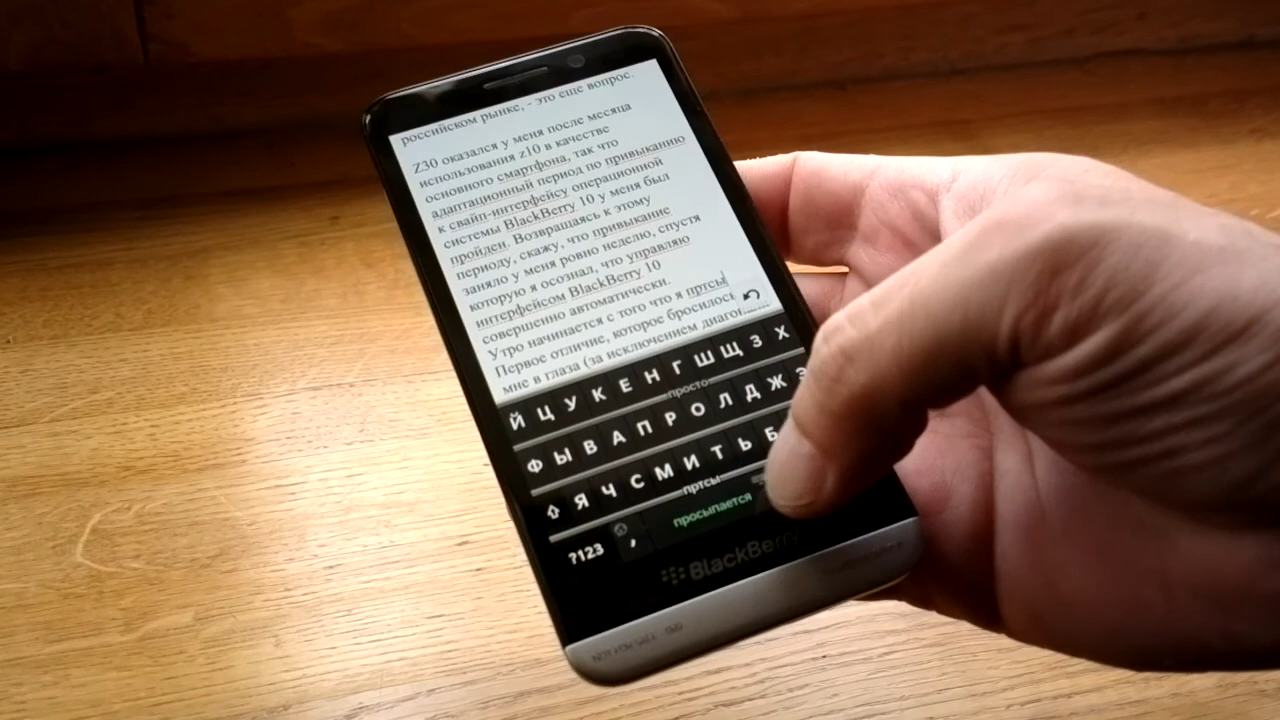 российском рынке, - это еще вопрос.
Z30 оказался у меня после месяца
использования z10 в качестве
основного смартфона, так что
адаптационный период по привыканию
к свайп-интерфейсу операционной
системы BlackBerry 10 у меня был
пройден. Возвращаясь к этому
периоду, скажу, что привыкание
заняло у меня ровно неделю, спустя
которую я осознал, что управляю
интерфейсом BlackBerry 10
совершенно автоматически.
Утро начинается с того что я пртсы
Первое отличие, которое бросилось
мне в глаза (за исключением
Й Ц У К Е Н Г Ш Щ З Х
просто
Ф Ы В А П Р О Л Д Ж Э
Я Ч С М И Т Ь Б
пртсы
?123 , просыпается
BlackBerry